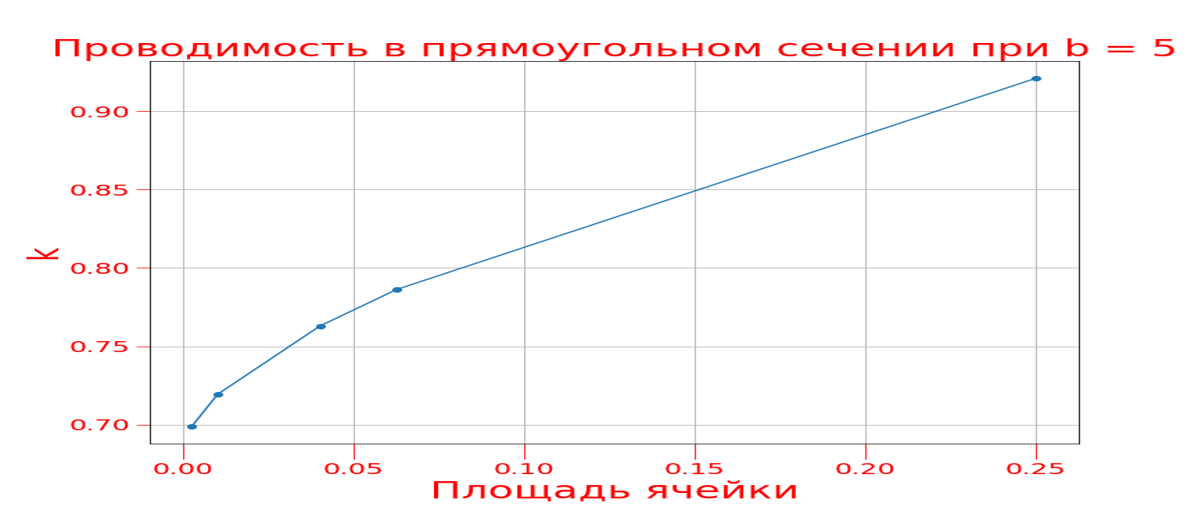 Проводимость в прямоугольном сечении при b = 5
0.90
0.85
k
0.80
0.75
0.70
0.00 0.05 0.10 0.15 0.20 0.25
Площадь ячейки